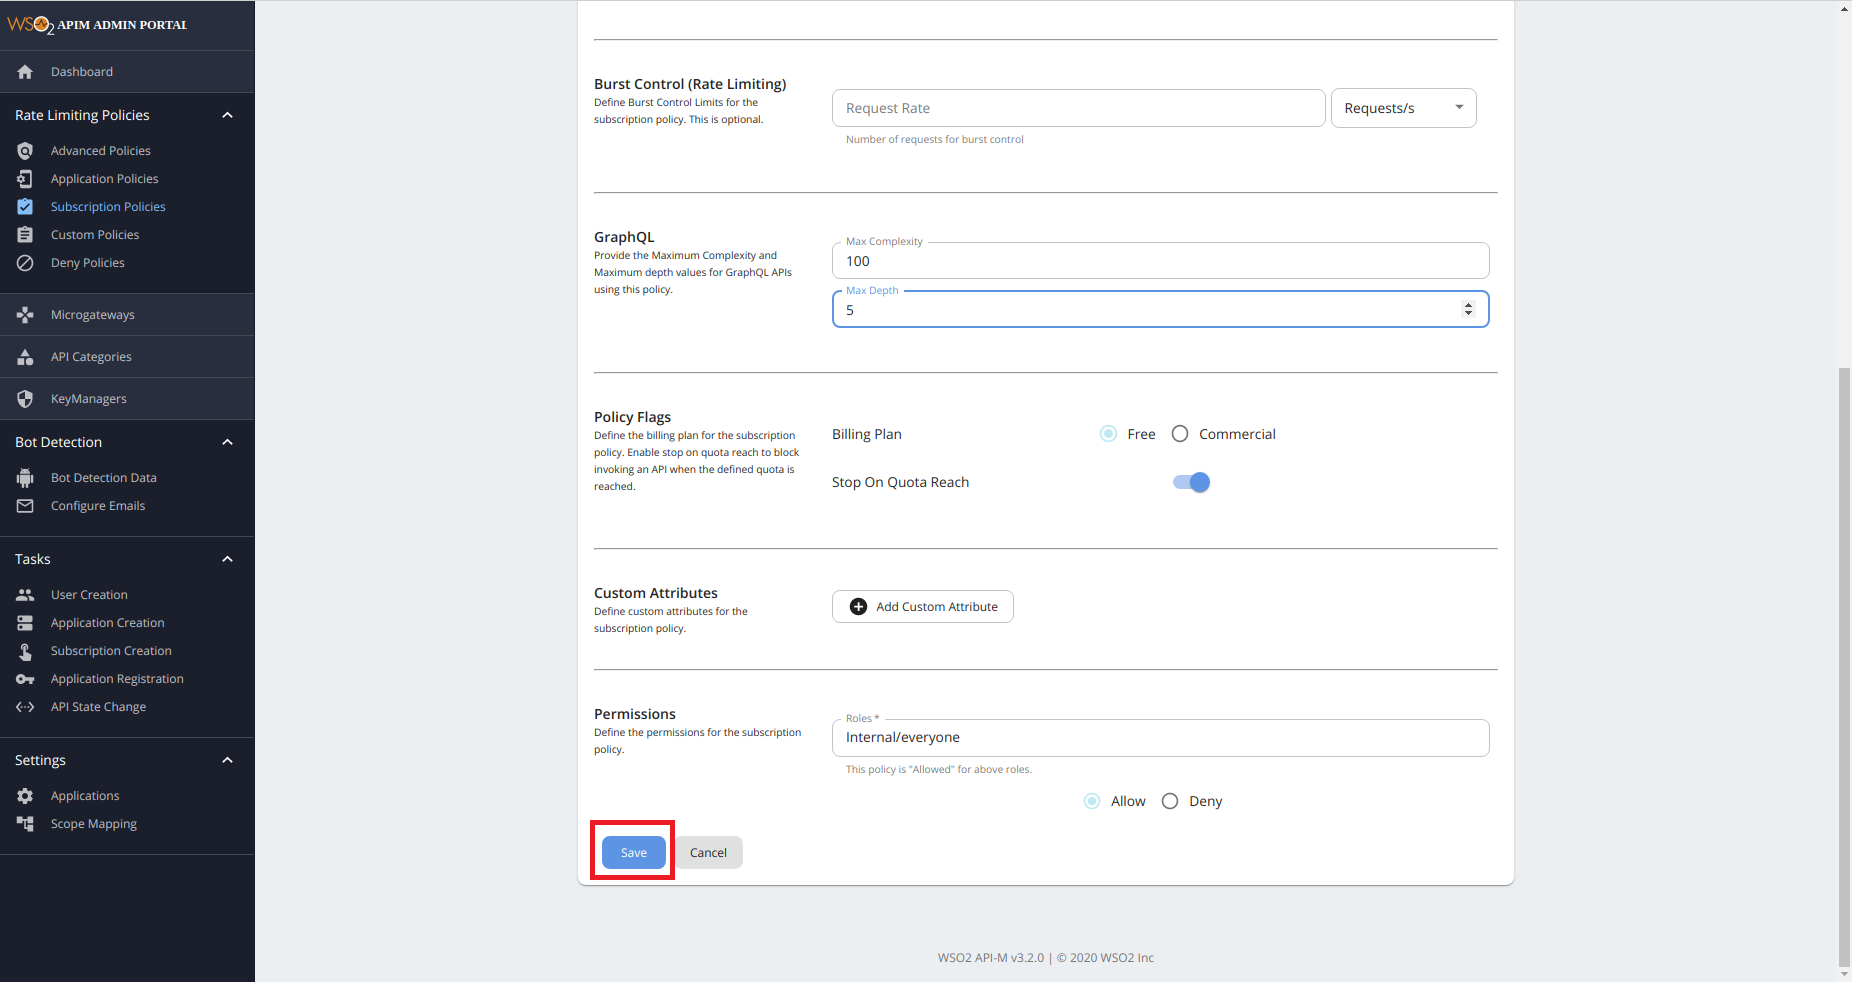 WSO2 APIM ADMIN PORTAL
Dashboard
Rate Limiting Policies
Advanced Policies
Application Policies
Subscription Policies
Custom Policies
Deny Policies
Microgateways
API Categories
KeyManagers
Bot Detection
Bot Detection Data
Configure Emails
Tasks
User Creation
Application Creation
Subscription Creation
Application Registration
API State Change
Settings
Applications
Scope Mapping
Burst Control (Rate Limiting)
Define Burst Control Limits for the
subscription policy. This is optional.
Request Rate
Requests/s
Number of requests for burst control
GraphQL
Provide the Maximum Complexity and
Maximum depth values for GraphQL APIs
using this policy.
Max Complexity
100
Max Depth
5
Policy Flags
Define the billing plan for the subscription
policy. Enable stop on quota reach to block
invoking an API when the defined quota is
reached.
Billing Plan
Free
Commercial
Stop On Quota Reach
Custom Attributes
Define custom attributes for the
subscription policy.
Add Custom Attribute
Permissions
Define the permissions for the subscription
policy.
Roles *
Internal/everyone
This policy is "Allowed" for above roles.
Allow
Deny
Save
Cancel
WSO2 API-M v3.2.0 | © 2020 WSO2 Inc